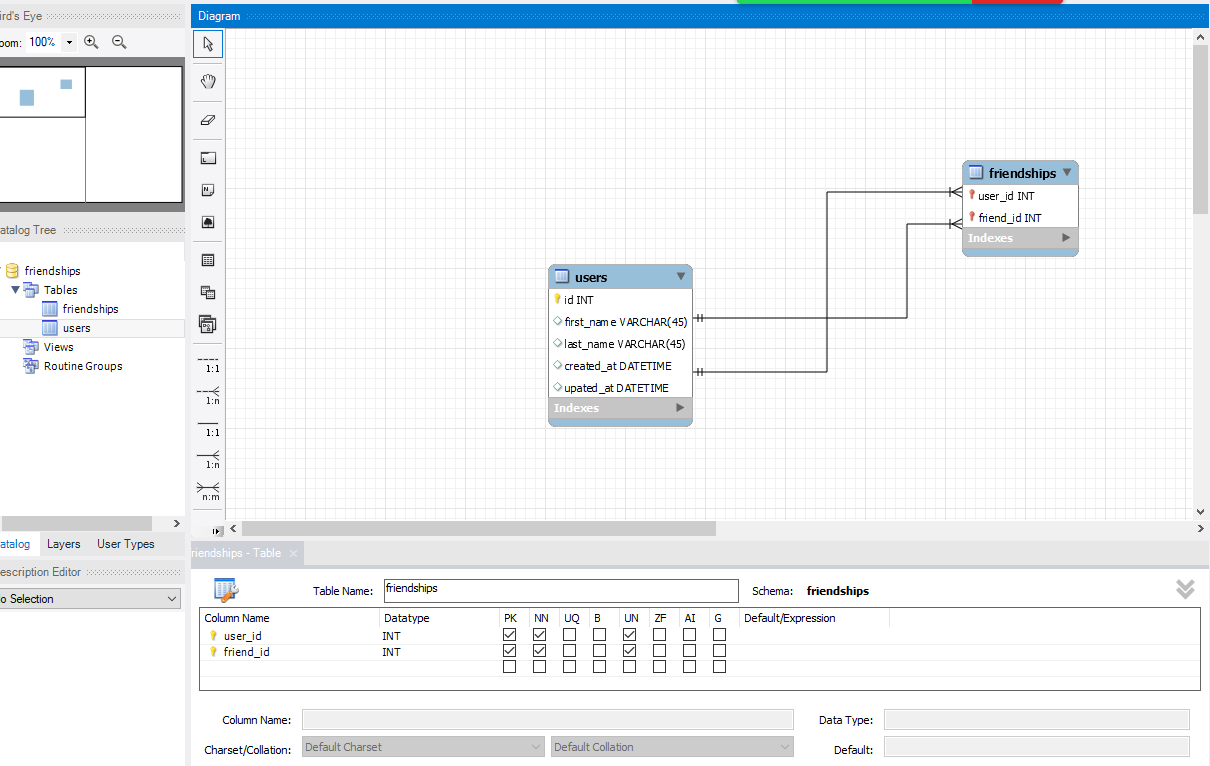 ird's Eye
Diagram
oom: 100%
atalog Tree
friendships
Tables
friendships
users
Views
Routine Groups
1:1
1:n
1:1
1:n
n:m
users
id INT
first_name VARCHAR(45)
last_name VARCHAR(45)
created_at DATETIME
upated_at DATETIME
Indexes
friendships
user_id INT
friend_id INT
Indexes
atalog Layers User Types
escription Editor
o Selection
riendships - Table
Table Name: friendships Schema: friendships
Column Name Datatype PK NN UQ B UN ZF AI G Default/Expression
user_id INT
friend_id INT
Column Name: Data Type:
Charset/Collation: Default Charset Default Collation Default: